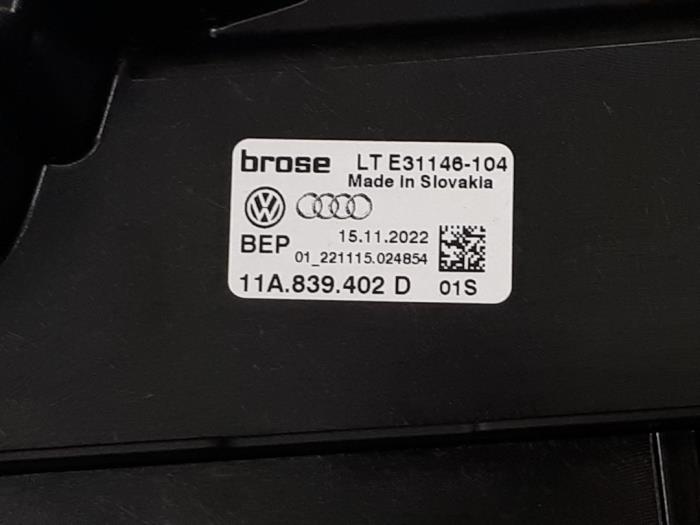 brose LT E31146-104
Made in Slovakia
BEP 15.11.2022
01_221115.024854
11A.839.402 D 01S